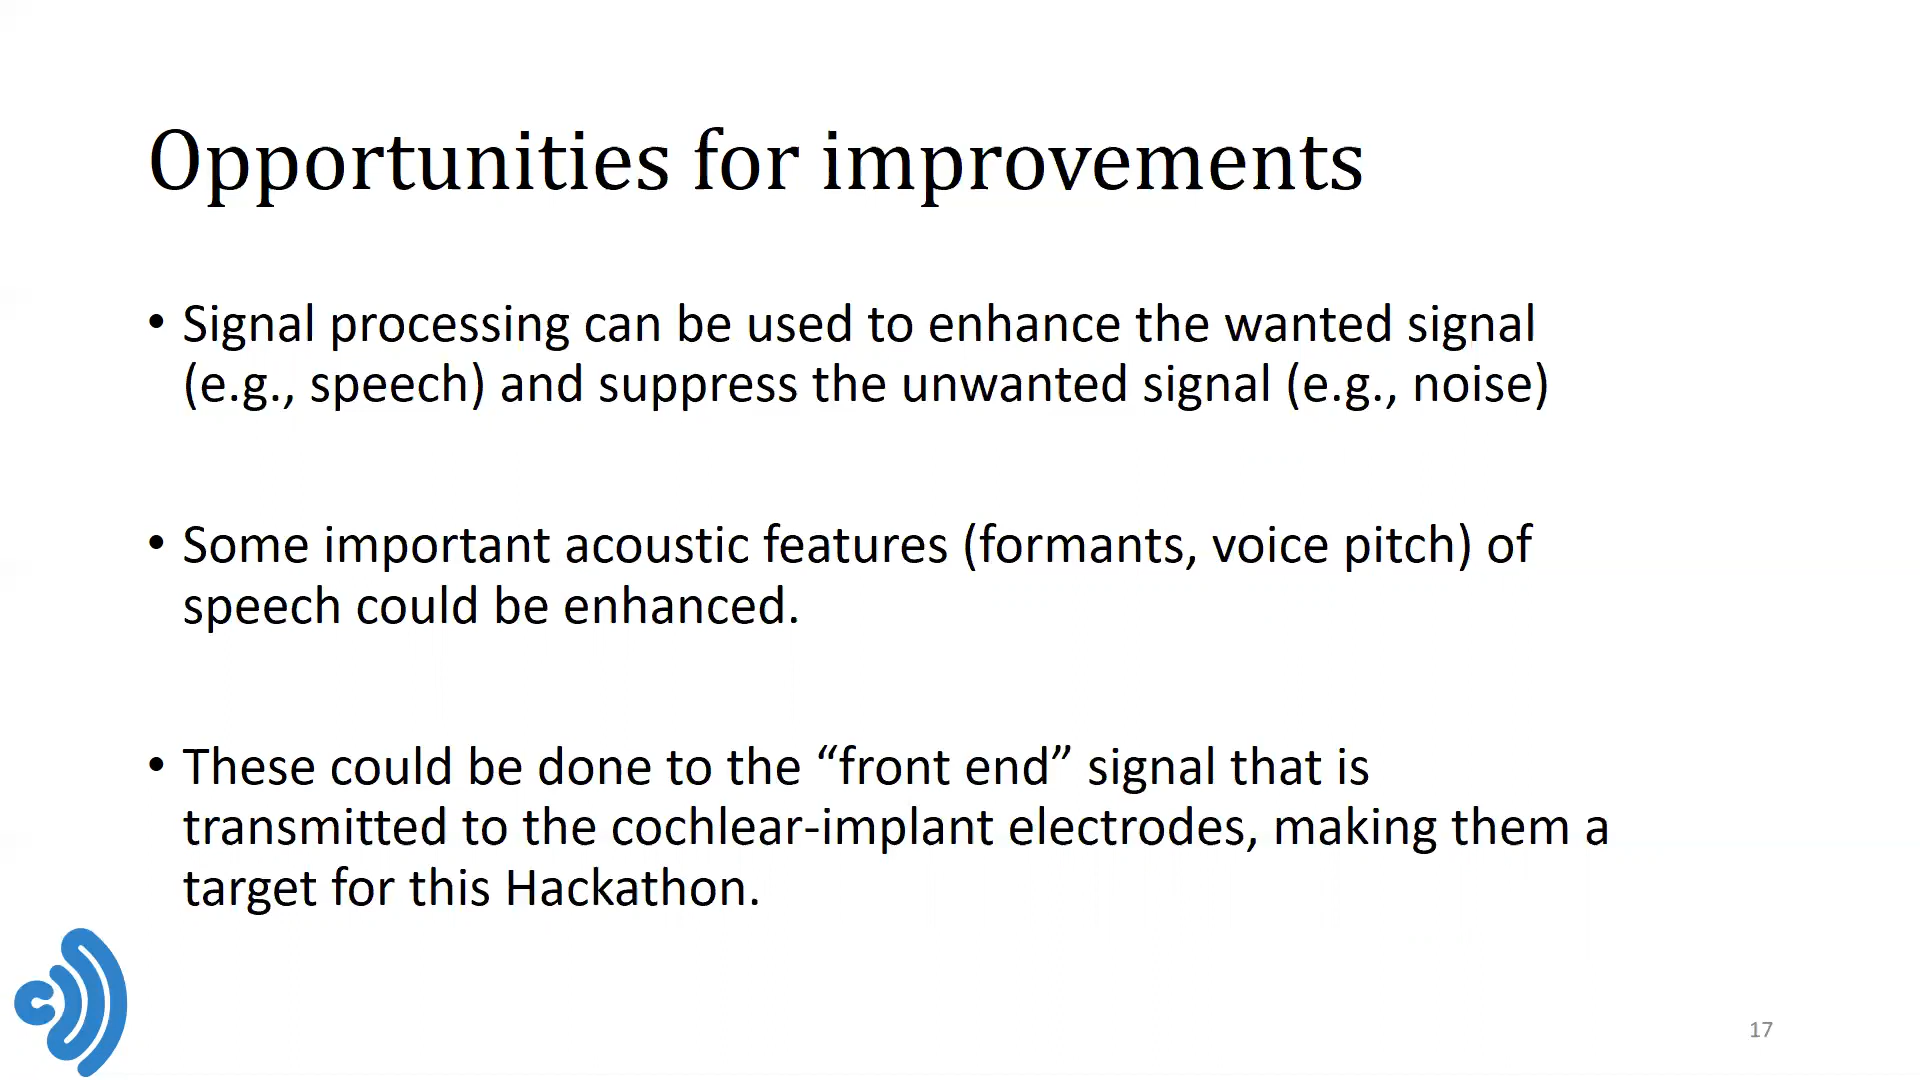 Opportunities for improvements
• Signal processing can be used to enhance the wanted signal
(e.g., speech) and suppress the unwanted signal (e.g., noise)
• Some important acoustic features (formants, voice pitch) of
speech could be enhanced.
• These could be done to the “front end” signal that is
transmitted to the cochlear-implant electrodes, making them a
target for this Hackathon.
17